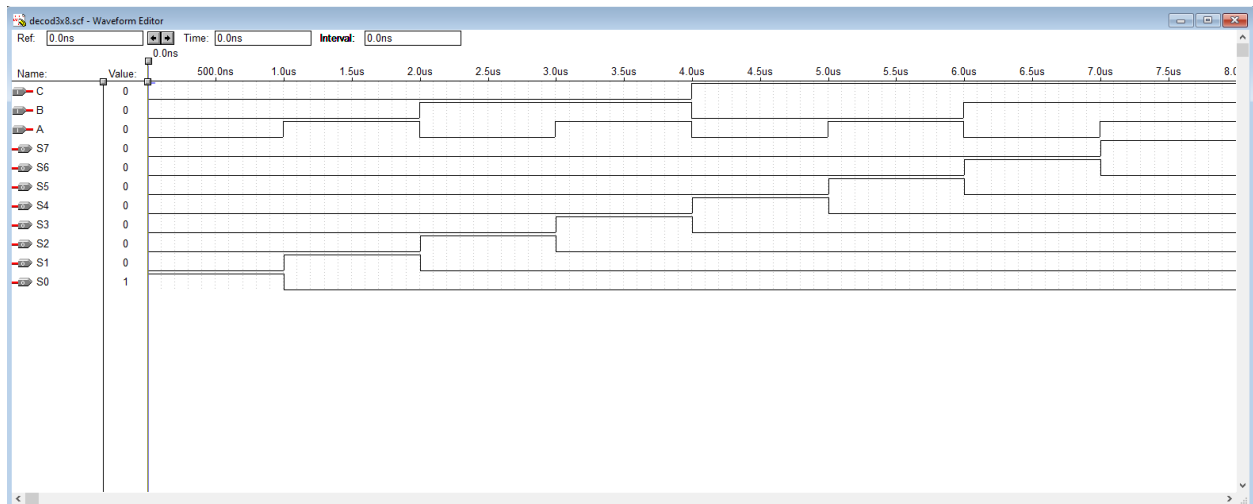 decod3x8.scf - Waveform Editor
Ref: 0.0ns Time: 0.0ns Interval: 0.0ns
0.0ns
Name: Value: 500.0ns 1.0us 1.5us 2.0us 2.5us 3.0us 3.5us 4.0us 4.5us 5.0us 5.5us 6.0us 6.5us 7.0us 7.5us 8.0
C 0
B 0
A 0
S7 0
S6 0
S5 0
S4 0
S3 0
S2 0
S1 0
S0 1